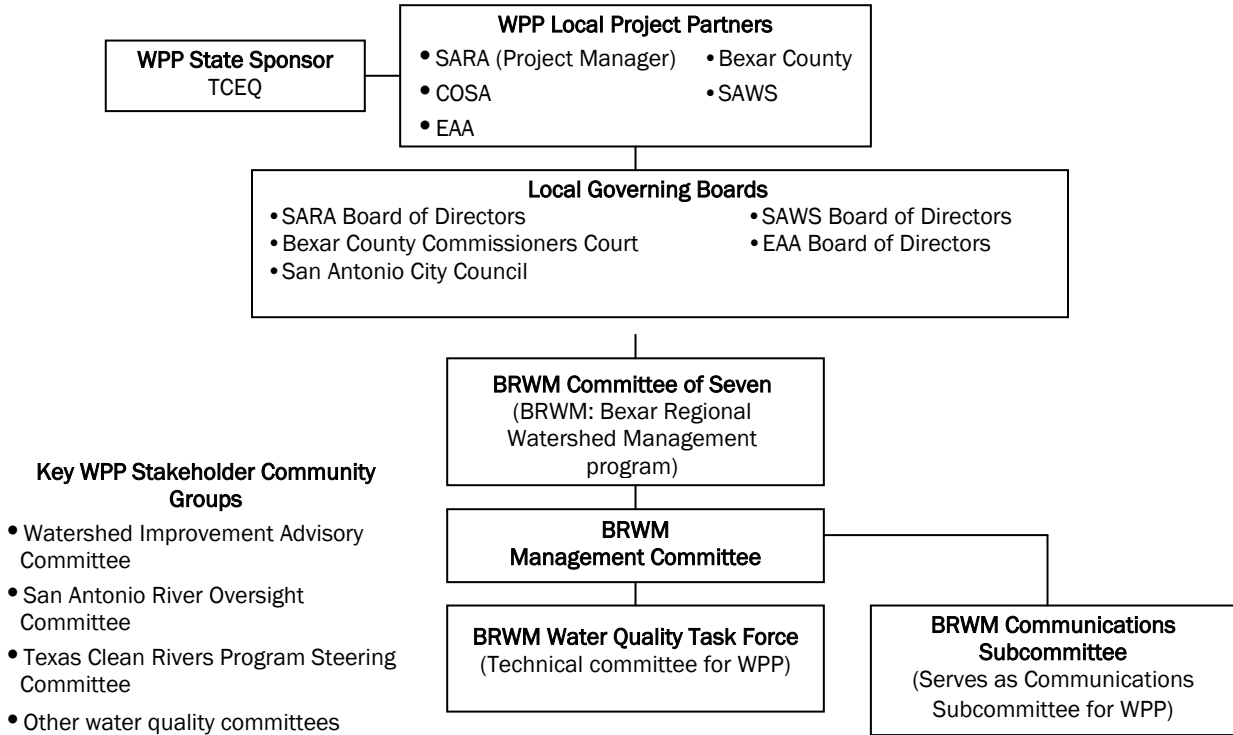 WPP Local Project Partners
• SARA (Project Manager)
• COSA
• EAA
• Bexar County
• SAWS
WPP State Sponsor
TCEQ
Local Governing Boards
• SARA Board of Directors
• Bexar County Commissioners Court
• San Antonio City Council
• SAWS Board of Directors
• EAA Board of Directors
BRWM Committee of Seven
(BRWM: Bexar Regional
Watershed Management
program)
Key WPP Stakeholder Community
Groups
• Watershed Improvement Advisory
Committee
• San Antonio River Oversight
Committee
• Texas Clean Rivers Program Steering
Committee
• Other water quality committees
BRWM
Management Committee
BRWM Water Quality Task Force
(Technical committee for WPP)
BRWM Communications
Subcommittee
(Serves as Communications
Subcommittee for WPP)